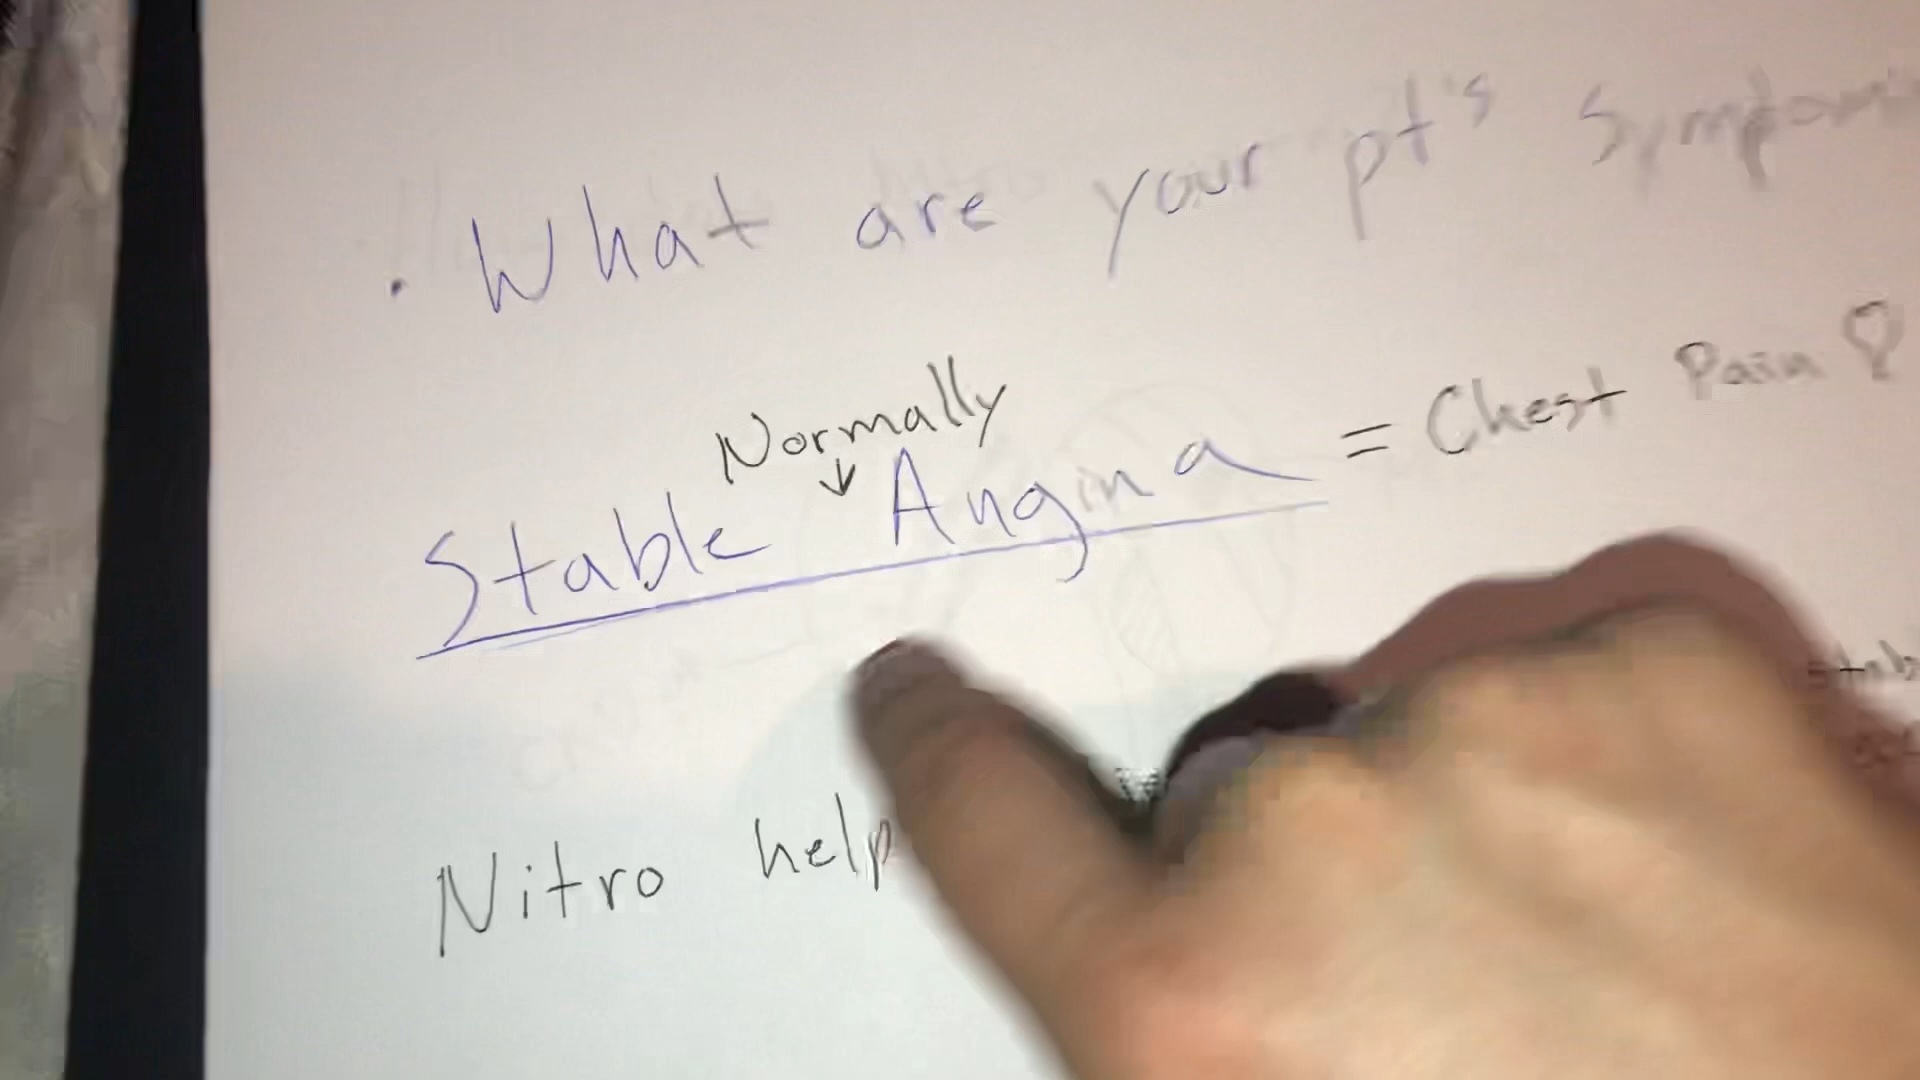 . What are your pt's
Normally
↓
Stable Angina = Chest Pain
Nitro help